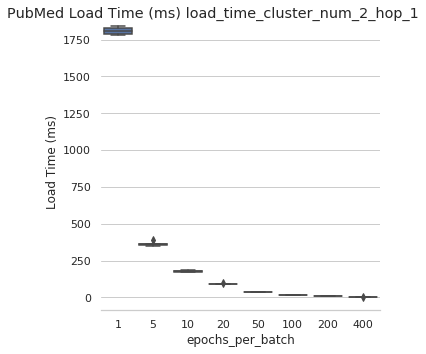 PubMed Load Time (ms) load_time_cluster_num_2_hop_1
1750
1500
1250
1000
750
500
250
0
Load Time (ms)
1 5 10 20 50 100 200 400
epochs_per_batch